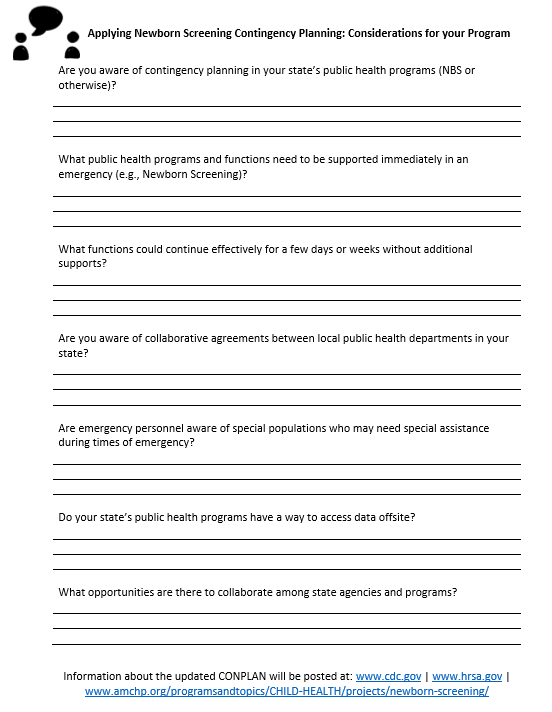 Applying Newborn Screening Contingency Planning: Considerations for your Program
Are you aware of contingency planning in your state's public health programs (NBS or
otherwise)?
What public health programs and functions need to be supported immediately in an
emergency (e.g., Newborn Screening)?
What functions could continue effectively for a few days or weeks without additional
supports?
Are you aware of collaborative agreements between local public health departments in your
state?
Are emergency personnel aware of special populations who may need special assistance
during times of emergency?
Do your state's public health programs have a way to access data offsite?
What opportunities are there to collaborate among state agencies and programs?
Information about the updated CONPLAN will be posted at: www.cdc.gov | www.hrsa.gov |
www.amchp.org/programsandtopics/CHILD-HEALTH/projects/newborn-screening/